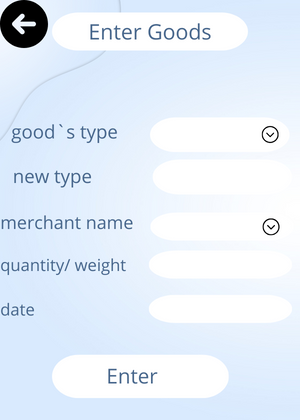 Enter Goods
good`s type
new type
merchant name
quantity/ weight
date
Enter